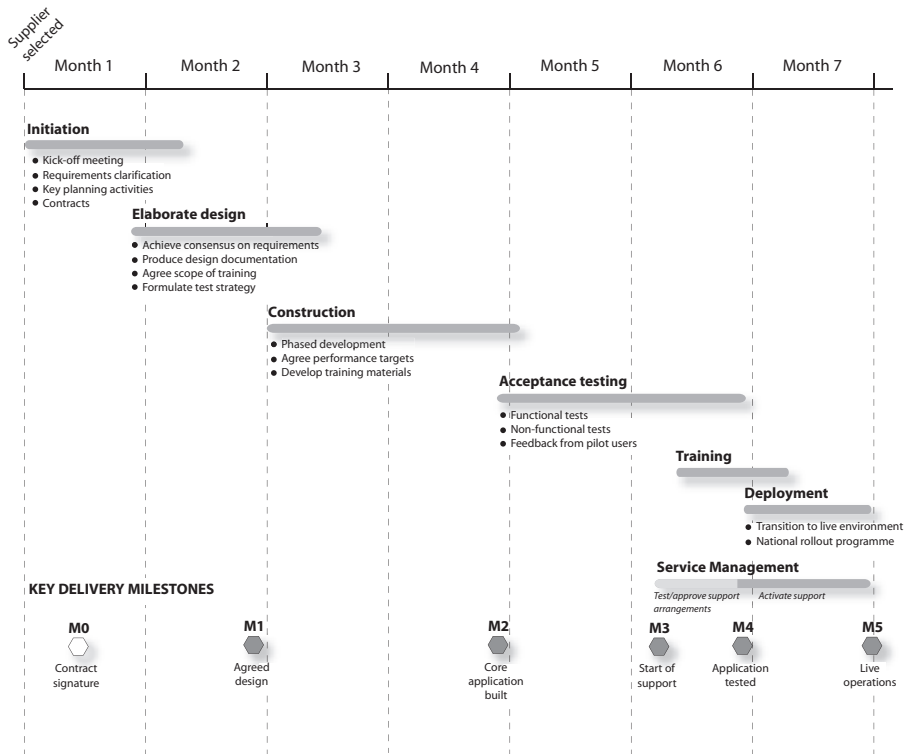 Supplier
selected
Month 1
Month 2
Month 3
Month 4
Month 5
Month 6
Month 7
Initiation
Kick-off meeting
Requirements clarification
Key planning activities
Contracts
Elaborate design
Achieve consensus on requirements
Produce design documentation
Agree scope of training
Formulate test strategy
Construction
Phased development
Agree performance targets
Develop training materials
Acceptance testing
Functional tests
Non-functional tests
Feedback from pilot users
Training
Deployment
Transition to live environment
National rollout programme
Service Management
Test/approve support
arrangements
Activate support
KEY DELIVERY MILESTONES
M0
Contract
signature
M1
Agreed
design
M2
Core
application
built
M3
Start of
support
M4
Application
tested
M5
Live
operations